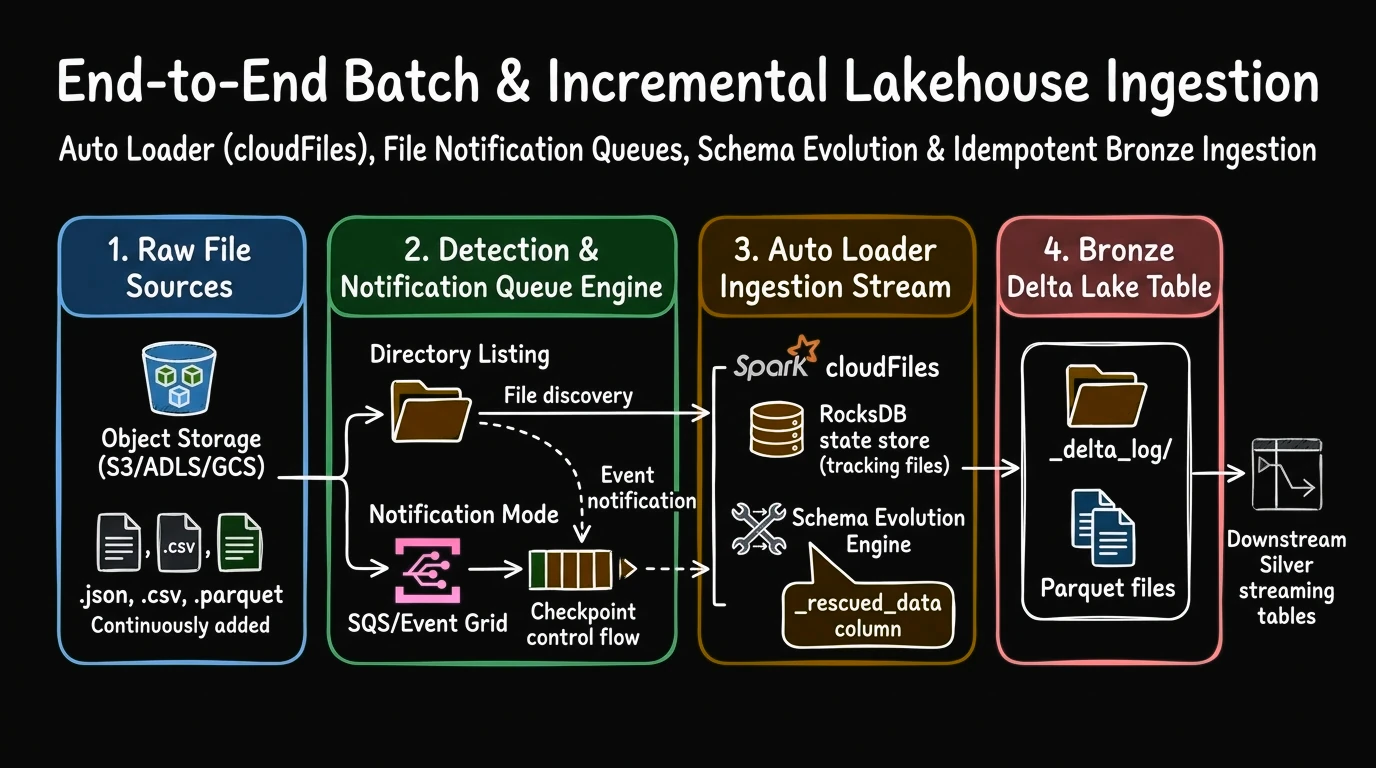 End-to-End Batch & Incremental Lakehouse Ingestion
Auto Loader (cloudFiles), File Notification Queues, Schema Evolution & Idempotent Bronze Ingestion
1. Raw File
Sources
Object Storage
(S3/ADLS/GCS)
.csv
.json, .csv, .parquet
Continuously added
2. Detection &
Notification Queue Engine
Directory Listing
File discovery
Event
notification
Notification Mode
SQS/Event Grid
Checkpoint
control flow
3. Auto Loader
Ingestion Stream
Spark cloudFiles
RocksDB
state store
(tracking files)
Schema Evolution
Engine
_rescued_data
column
4. Bronze
Delta Lake Table
_delta_log/
Parquet files
Downstream
Silver
streaming
tables